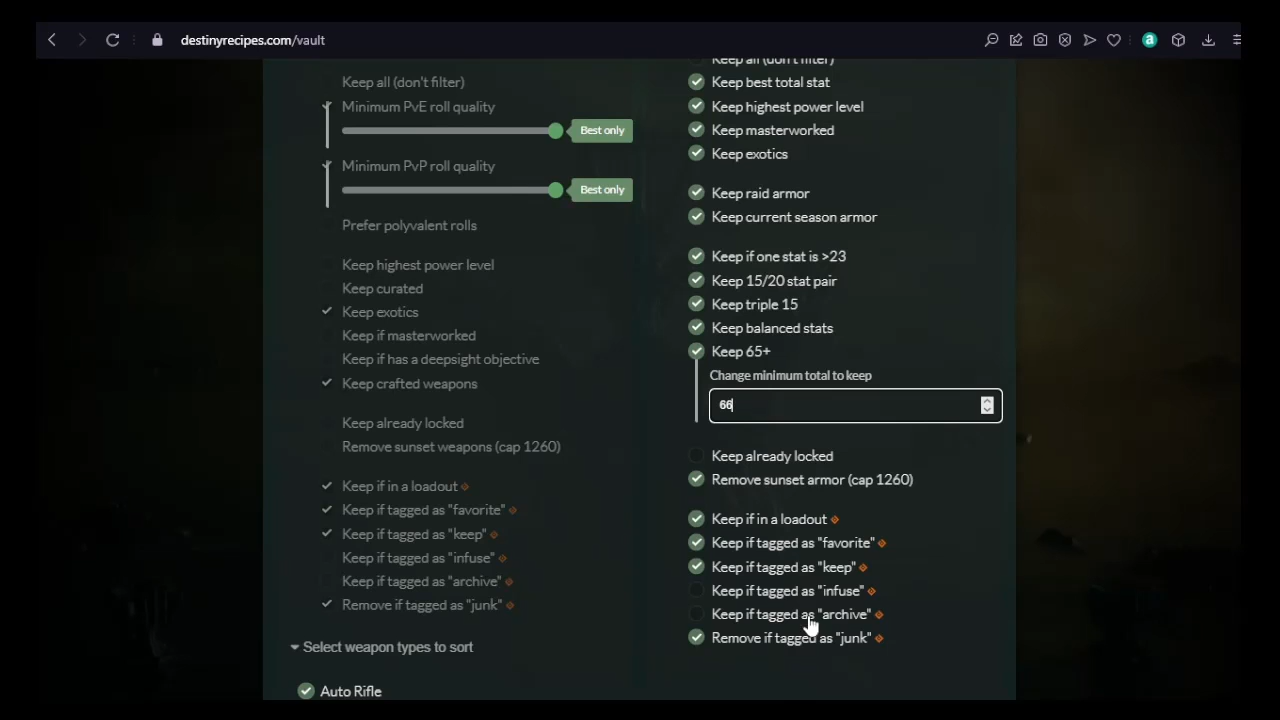 destinyrecipes.com/vault
a
Keep all (don't filter)
Minimum PvE roll quality
Best only
Minimum PvP roll quality
Best only
Prefer polyvalent rolls
Keep highest power level
Keep curated
Keep exotics
Keep if masterworked
Keep if has a deepsight objective
Keep crafted weapons
Keep already locked
Remove sunset weapons (cap 1260)
Keep if in a loadout
Keep if tagged as "favorite"
Keep if tagged as "keep"
Keep if tagged as "infuse"
Keep if tagged as "archive"
Remove if tagged as "junk"
Select weapon types to sort
Auto Rifle
Keep all (don't filter)
Keep best total stat
Keep highest power level
Keep masterworked
Keep exotics
Keep raid armor
Keep current season armor
Keep if one stat is >23
Keep 15/20 stat pair
Keep triple 15
Keep balanced stats
Keep 65+
Change minimum total to keep
66
Keep already locked
Remove sunset armor (cap 1260)
Keep if in a loadout
Keep if tagged as "favorite"
Keep if tagged as "keep"
Keep if tagged as "infuse"
Keep if tagged as "archive"
Remove if tagged as "junk"